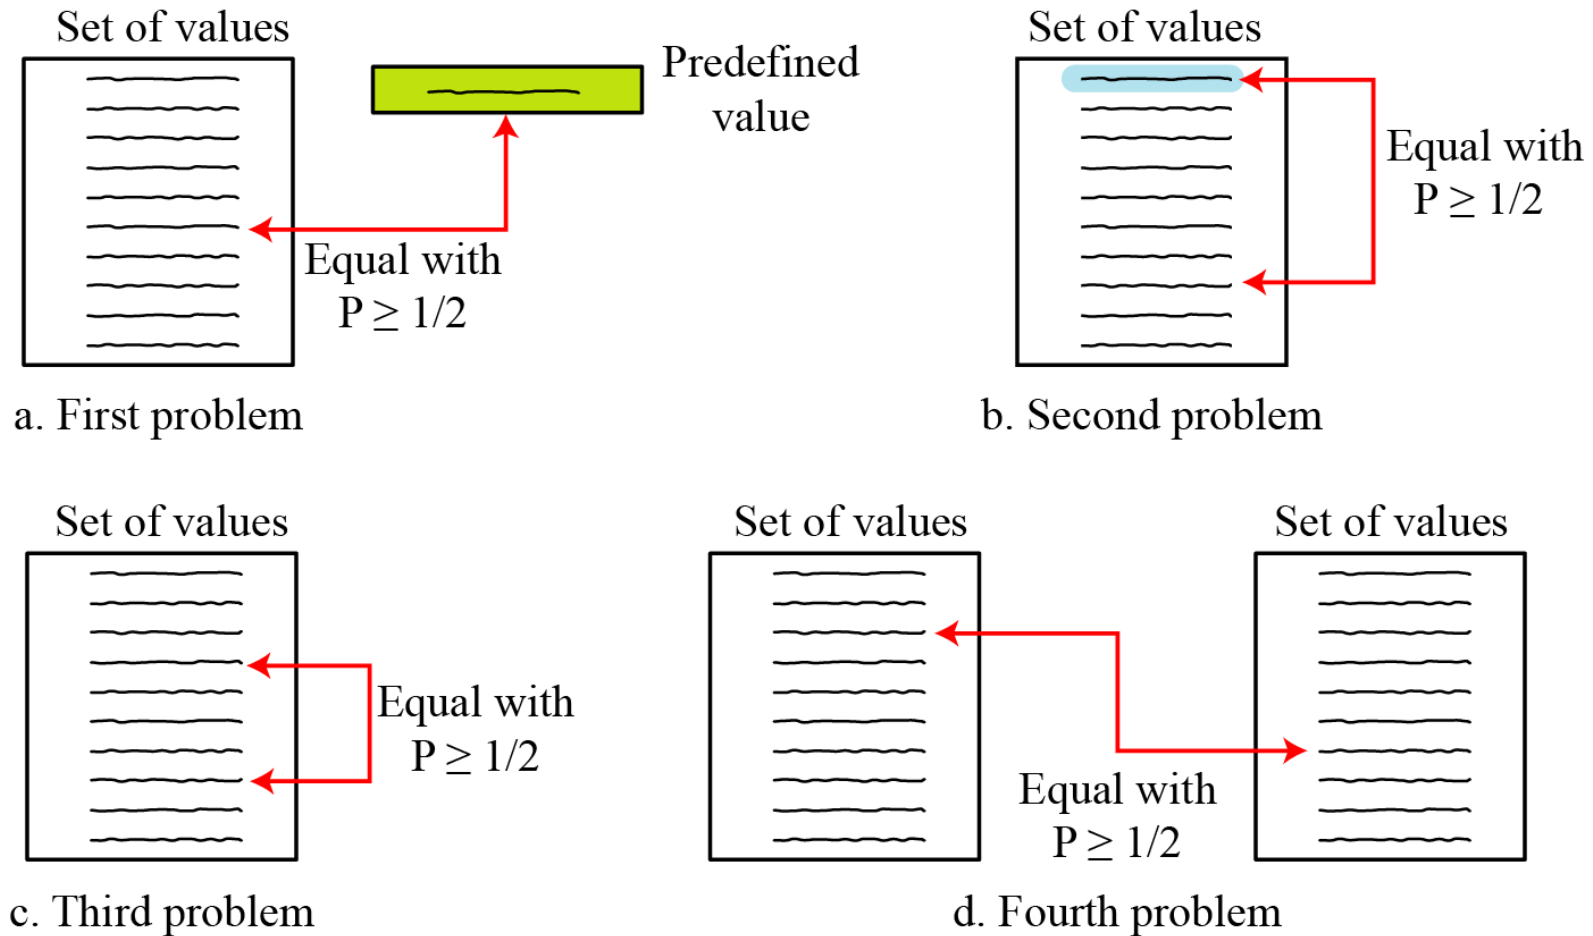 Set of values
Predefined
value
Equal with
P ≥ 1/2
a. First problem
Set of values
Equal with
P ≥ 1/2
b. Second problem
Set of values
Equal with
P ≥ 1/2
c. Third problem
Set of values
Set of values
Equal with
P ≥ 1/2
d. Fourth problem